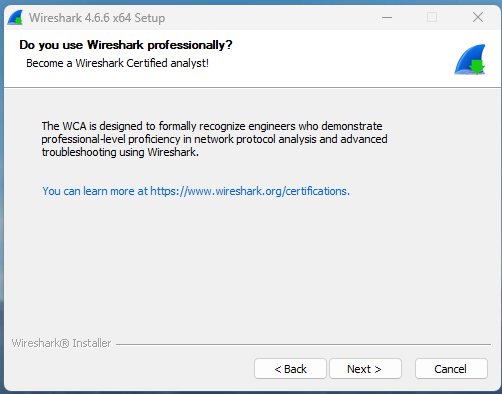 Wireshark 4.6.6 x64 Setup
Do you use Wireshark professionally?
Become a Wireshark Certified analyst!
The WCA is designed to formally recognize engineers who demonstrate
professional-level proficiency in network protocol analysis and advanced
troubleshooting using Wireshark.
You can learn more at https://www.wireshark.org/certifications.
Wireshark® Installer
< Back
Next >
Cancel